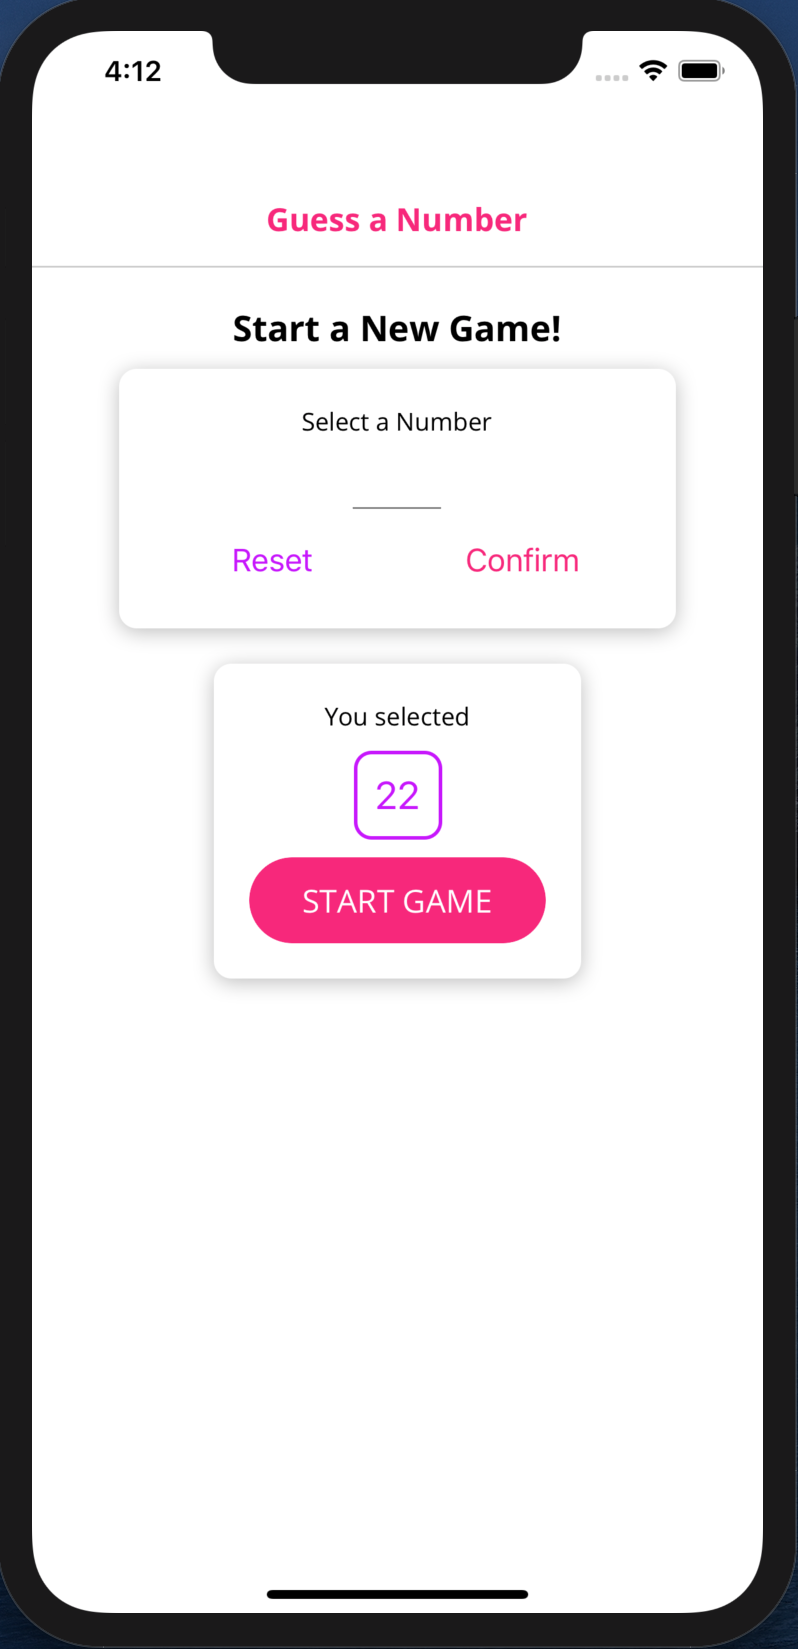 4:12
Guess a Number
Start a New Game!
Select a Number
Reset Confirm
You selected
22
START GAME